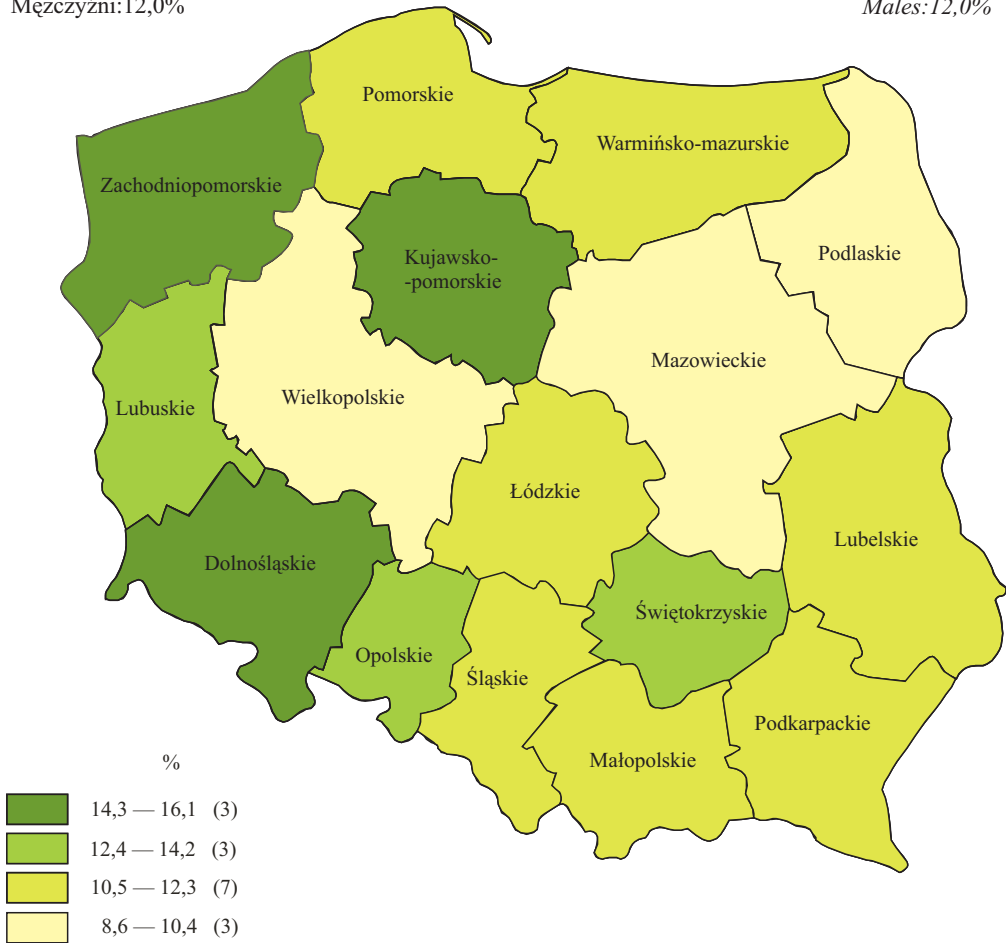 Mężczyźni:12,0%
Males:12,0%
Pomorskie
Warmińsko-mazurskie
Zachodniopomorskie
Kujawsko-
-pomorskie
Podlaskie
Mazowieckie
Wielkopolskie
Lubuskie
Łódzkie
Lubelskie
Dolnośląskie
Świętokrzyskie
Opolskie
Śląskie
Podkarpackie
Małopolskie
%
14,3 — 16,1 (3)
12,4 — 14,2 (3)
10,5 — 12,3 (7)
8,6 — 10,4 (3)